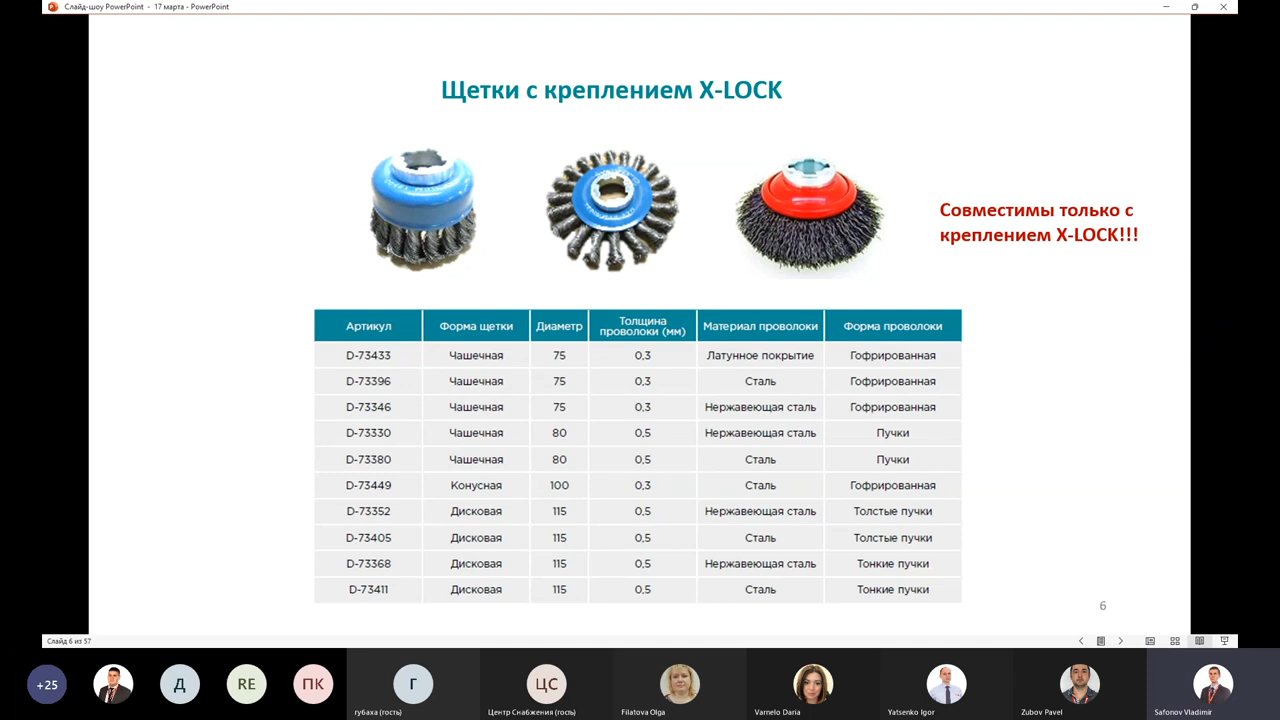 Слайд-шоу PowerPoint - 17 марта - PowerPoint
Щетки с креплением X-LOCK
Совместимы только с
креплением X-LOCK!!!
Артикул Форма щетки Диаметр Толщина проволоки (мм) Материал проволоки Форма проволоки
D-73433 Чашечная 75 0,3 Латунное покрытие Гофрированная
D-73396 Чашечная 75 0,3 Сталь Гофрированная
D-73346 Чашечная 75 0,3 Нержавеющая сталь Гофрированная
D-73330 Чашечная 80 0,5 Нержавеющая сталь Пучки
D-73380 Чашечная 80 0,5 Сталь Пучки
D-73449 Конусная 100 0,3 Сталь Гофрированная
D-73352 Дисковая 115 0,5 Нержавеющая сталь Толстые пучки
D-73405 Дисковая 115 0,5 Сталь Толстые пучки
D-73368 Дисковая 115 0,5 Нержавеющая сталь Тонкие пучки
D-73411 Дисковая 115 0,5 Сталь Тонкие пучки
6
Слайд 6 из 57
+25 Д RE ПК Г ЦС
губаха (гость) Центр Снабжения (гость) Filatova Olga Varnelo Daria Yatsenko Igor Zubov Pavel Safonov Vladimir